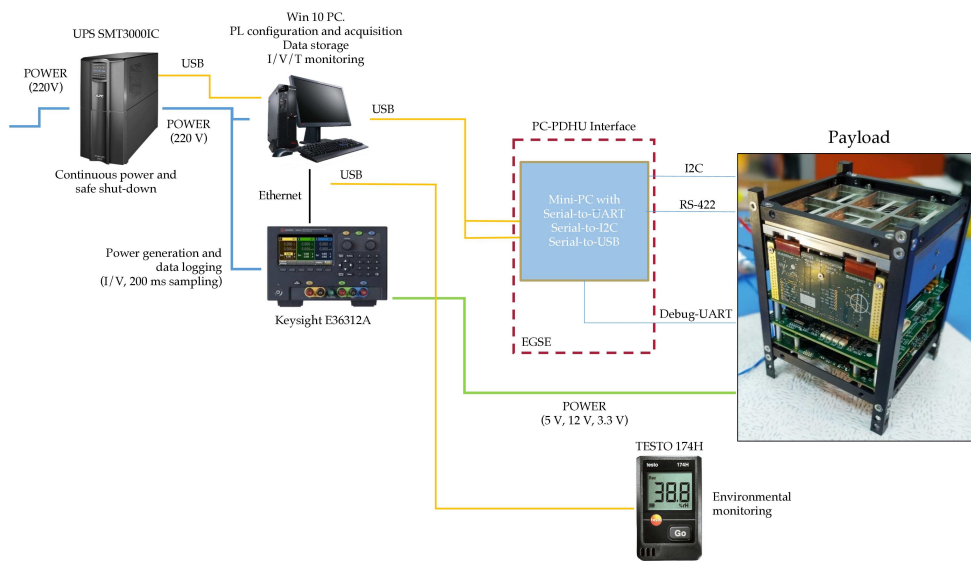 Win 10 PC.
PL configuration and acquisition
Data storage
I/V/T monitoring
UPS SMT3000IC
POWER
(220V)
USB
POWER
(220 V)
Continuous power and
safe shut-down
USB
Ethernet
USB
PC-PDHU Interface
Mini-PC with
Serial-to-UART
Serial-to-I2C
Serial-to-USB
EGSE
I2C
RS-422
Debug-UART
Payload
Power generation and
data logging
(I/V, 200 ms sampling)
Keysight E36312A
POWER
(5 V, 12 V, 3.3 V)
TESTO 174H
testo 174H
38.8
%rH
Go
Environmental
monitoring